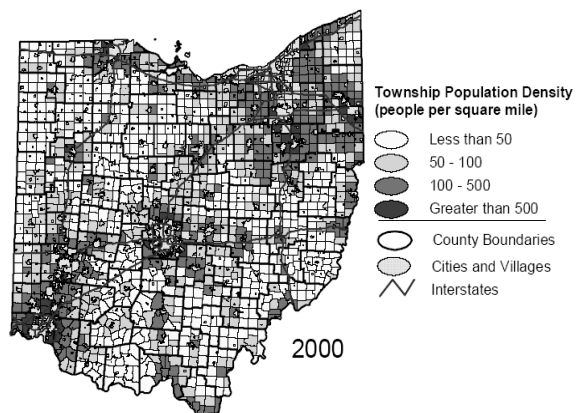 Township Population Density
(people per square mile)
Less than 50
50 - 100
100 - 500
Greater than 500
County Boundaries
Cities and Villages
Interstates
2000